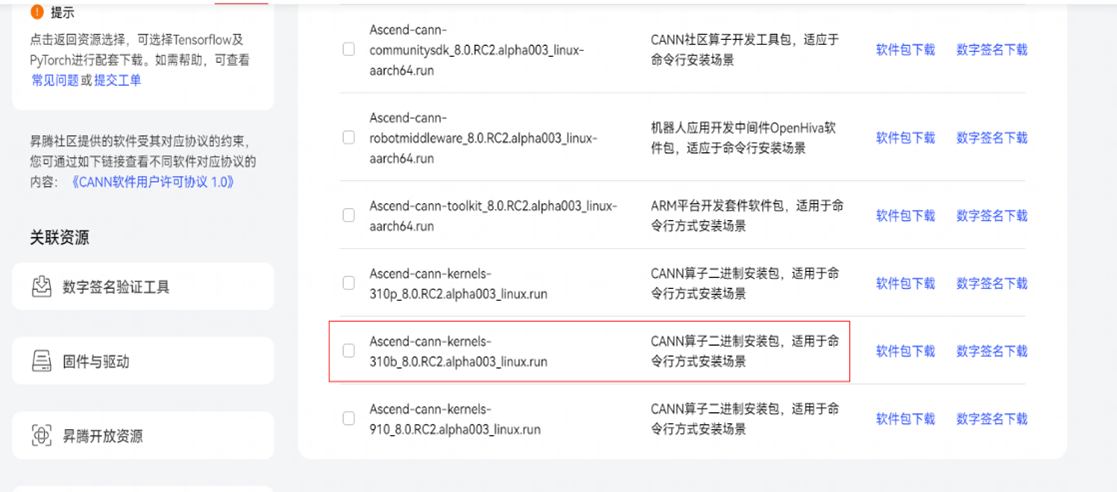 提示
点击返回资源选择，可选择Tensorflow及
PyTorch进行配套下载。如需帮助，可查看
常见问题或提交工单
昇腾社区提供的软件受其对应协议的约束，
您可通过如下链接查看不同软件对应协议的
内容：《CANN软件用户许可协议 1.0》
关联资源
数字签名验证工具
固件与驱动
昇腾开放资源
Ascend-cann-
communitysdk_8.0.RC2.alpha003_linux-
aarch64.run
CANN社区算子开发工具包，适应于
命令行安装场景
软件包下载 数字签名下载
Ascend-cann-
robotmiddleware_8.0.RC2.alpha003_linux-
aarch64.run
机器人应用开发中间件OpenHiva软
件包，适应于命令行安装场景
软件包下载 数字签名下载
Ascend-cann-toolkit_8.0.RC2.alpha003_linux-
aarch64.run
ARM平台开发套件软件包，适用于命
令行方式安装场景
软件包下载 数字签名下载
Ascend-cann-kernels-
310p_8.0.RC2.alpha003_linux.run
CANN算子二进制安装包，适用于命
令行方式安装场景
软件包下载 数字签名下载
Ascend-cann-kernels-
310b_8.0.RC2.alpha003_linux.run
CANN算子二进制安装包，适用于命
令行方式安装场景
软件包下载 数字签名下载
Ascend-cann-kernels-
910_8.0.RC2.alpha003_linux.run
CANN算子二进制安装包，适用于命
令行方式安装场景
软件包下载 数字签名下载